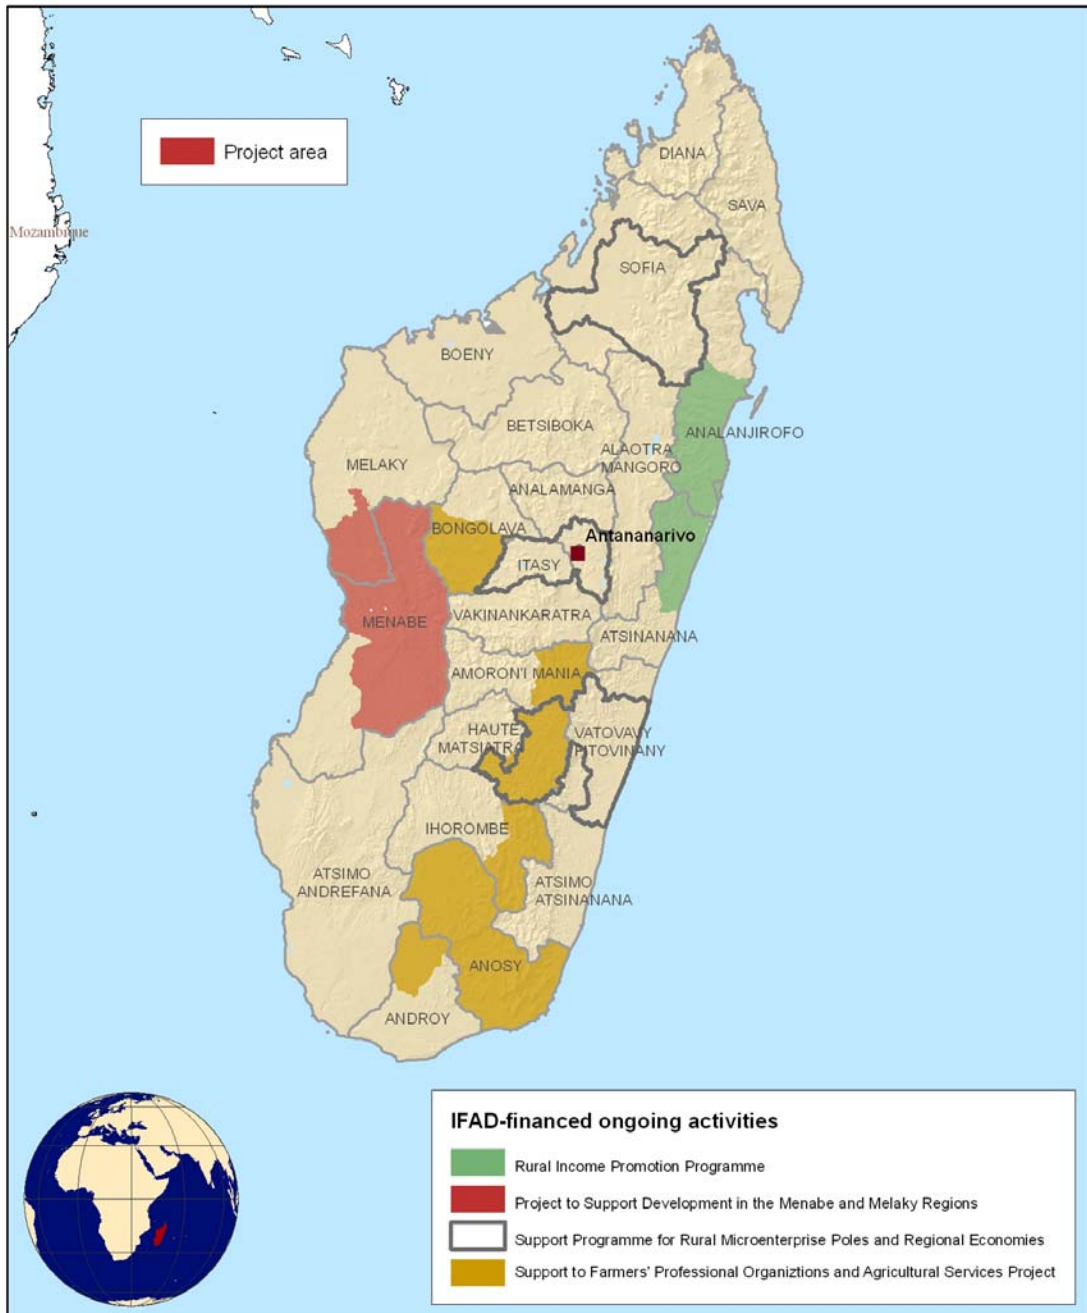 Project area
DIANA
SAVA
Mozambique
SOFIA
BOENY
BETSIBOKA
ANALANJIROFO
ALAOTRA
MANGORO
MELAKY
ANALAMANGA
BONGOLAVA
Antananarivo
ITASY
MENABE
VAKINANKARATRA
ATSINANANA
AMORON'I MANIA
HAUTE
MATSIATRA
VATOVAVY
FITOVINANY
IHOROMBE
ATSIMO
ANDREFANA
ATSIMO
ATSINANANA
ANOSY
ANDROY
IFAD-financed ongoing activities
Rural Income Promotion Programme
Project to Support Development in the Menabe and Melaky Regions
Support Programme for Rural Microenterprise Poles and Regional Economies
Support to Farmers' Professional Organiztions and Agricultural Services Project